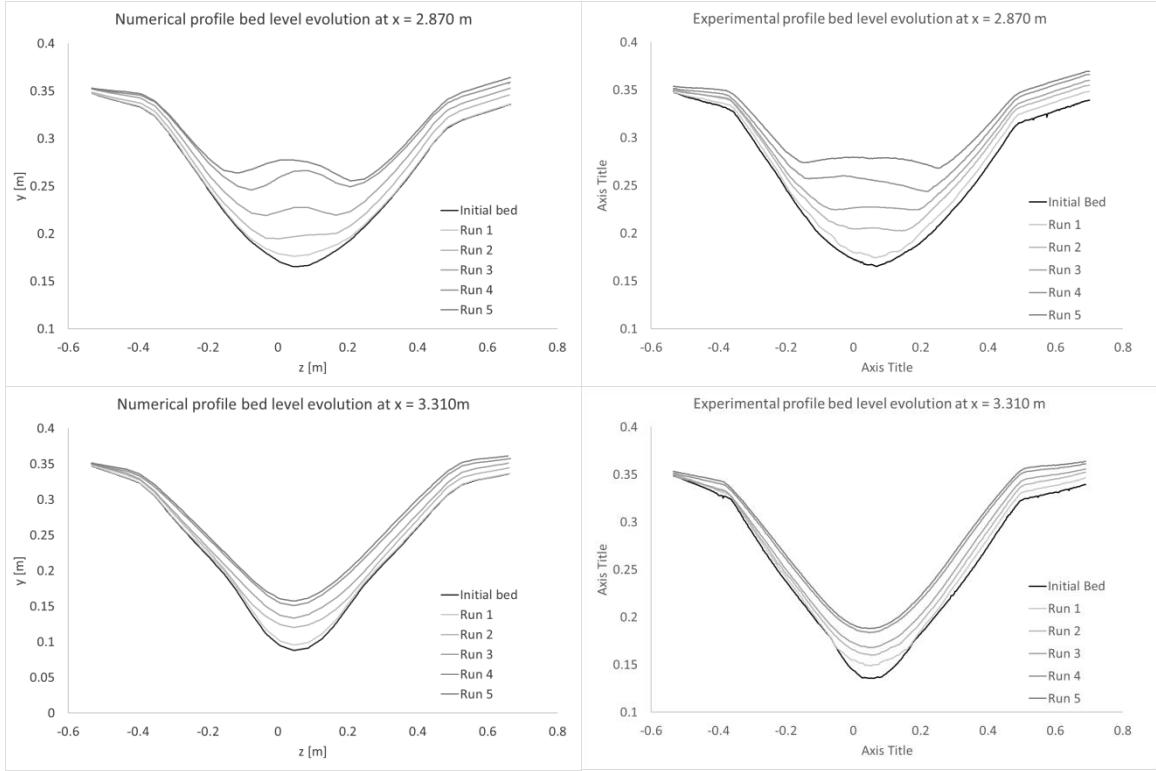 Numerical profile bed level evolution at x = 2.870 m
0.4
0.35
0.3
0.25
0.2
0.15
0.1
y [m]
-0.6 -0.4 -0.2 0 0.2 0.4 0.6 0.8
z [m]
Initial bed
Run 1
Run 2
Run 3
Run 4
Run 5
Experimental profile bed level evolution at x = 2.870 m
0.4
0.35
0.3
0.25
0.2
0.15
0.1
Axis Title
-0.6 -0.4 -0.2 0 0.2 0.4 0.6 0.8
Axis Title
Initial Bed
Run 1
Run 2
Run 3
Run 4
Run 5
Numerical profile bed level evolution at x = 3.310m
0.4
0.35
0.3
0.25
0.2
0.15
0.1
0.05
0
y [m]
-0.6 -0.4 -0.2 0 0.2 0.4 0.6 0.8
z [m]
Initial bed
Run 1
Run 2
Run 3
Run 4
Run 5
Experimental profile bed level evolution at x = 3.310 m
0.4
0.35
0.3
0.25
0.2
0.15
0.1
Axis Title
-0.6 -0.4 -0.2 0 0.2 0.4 0.6 0.8
Axis Title
Initial Bed
Run 1
Run 2
Run 3
Run 4
Run 5